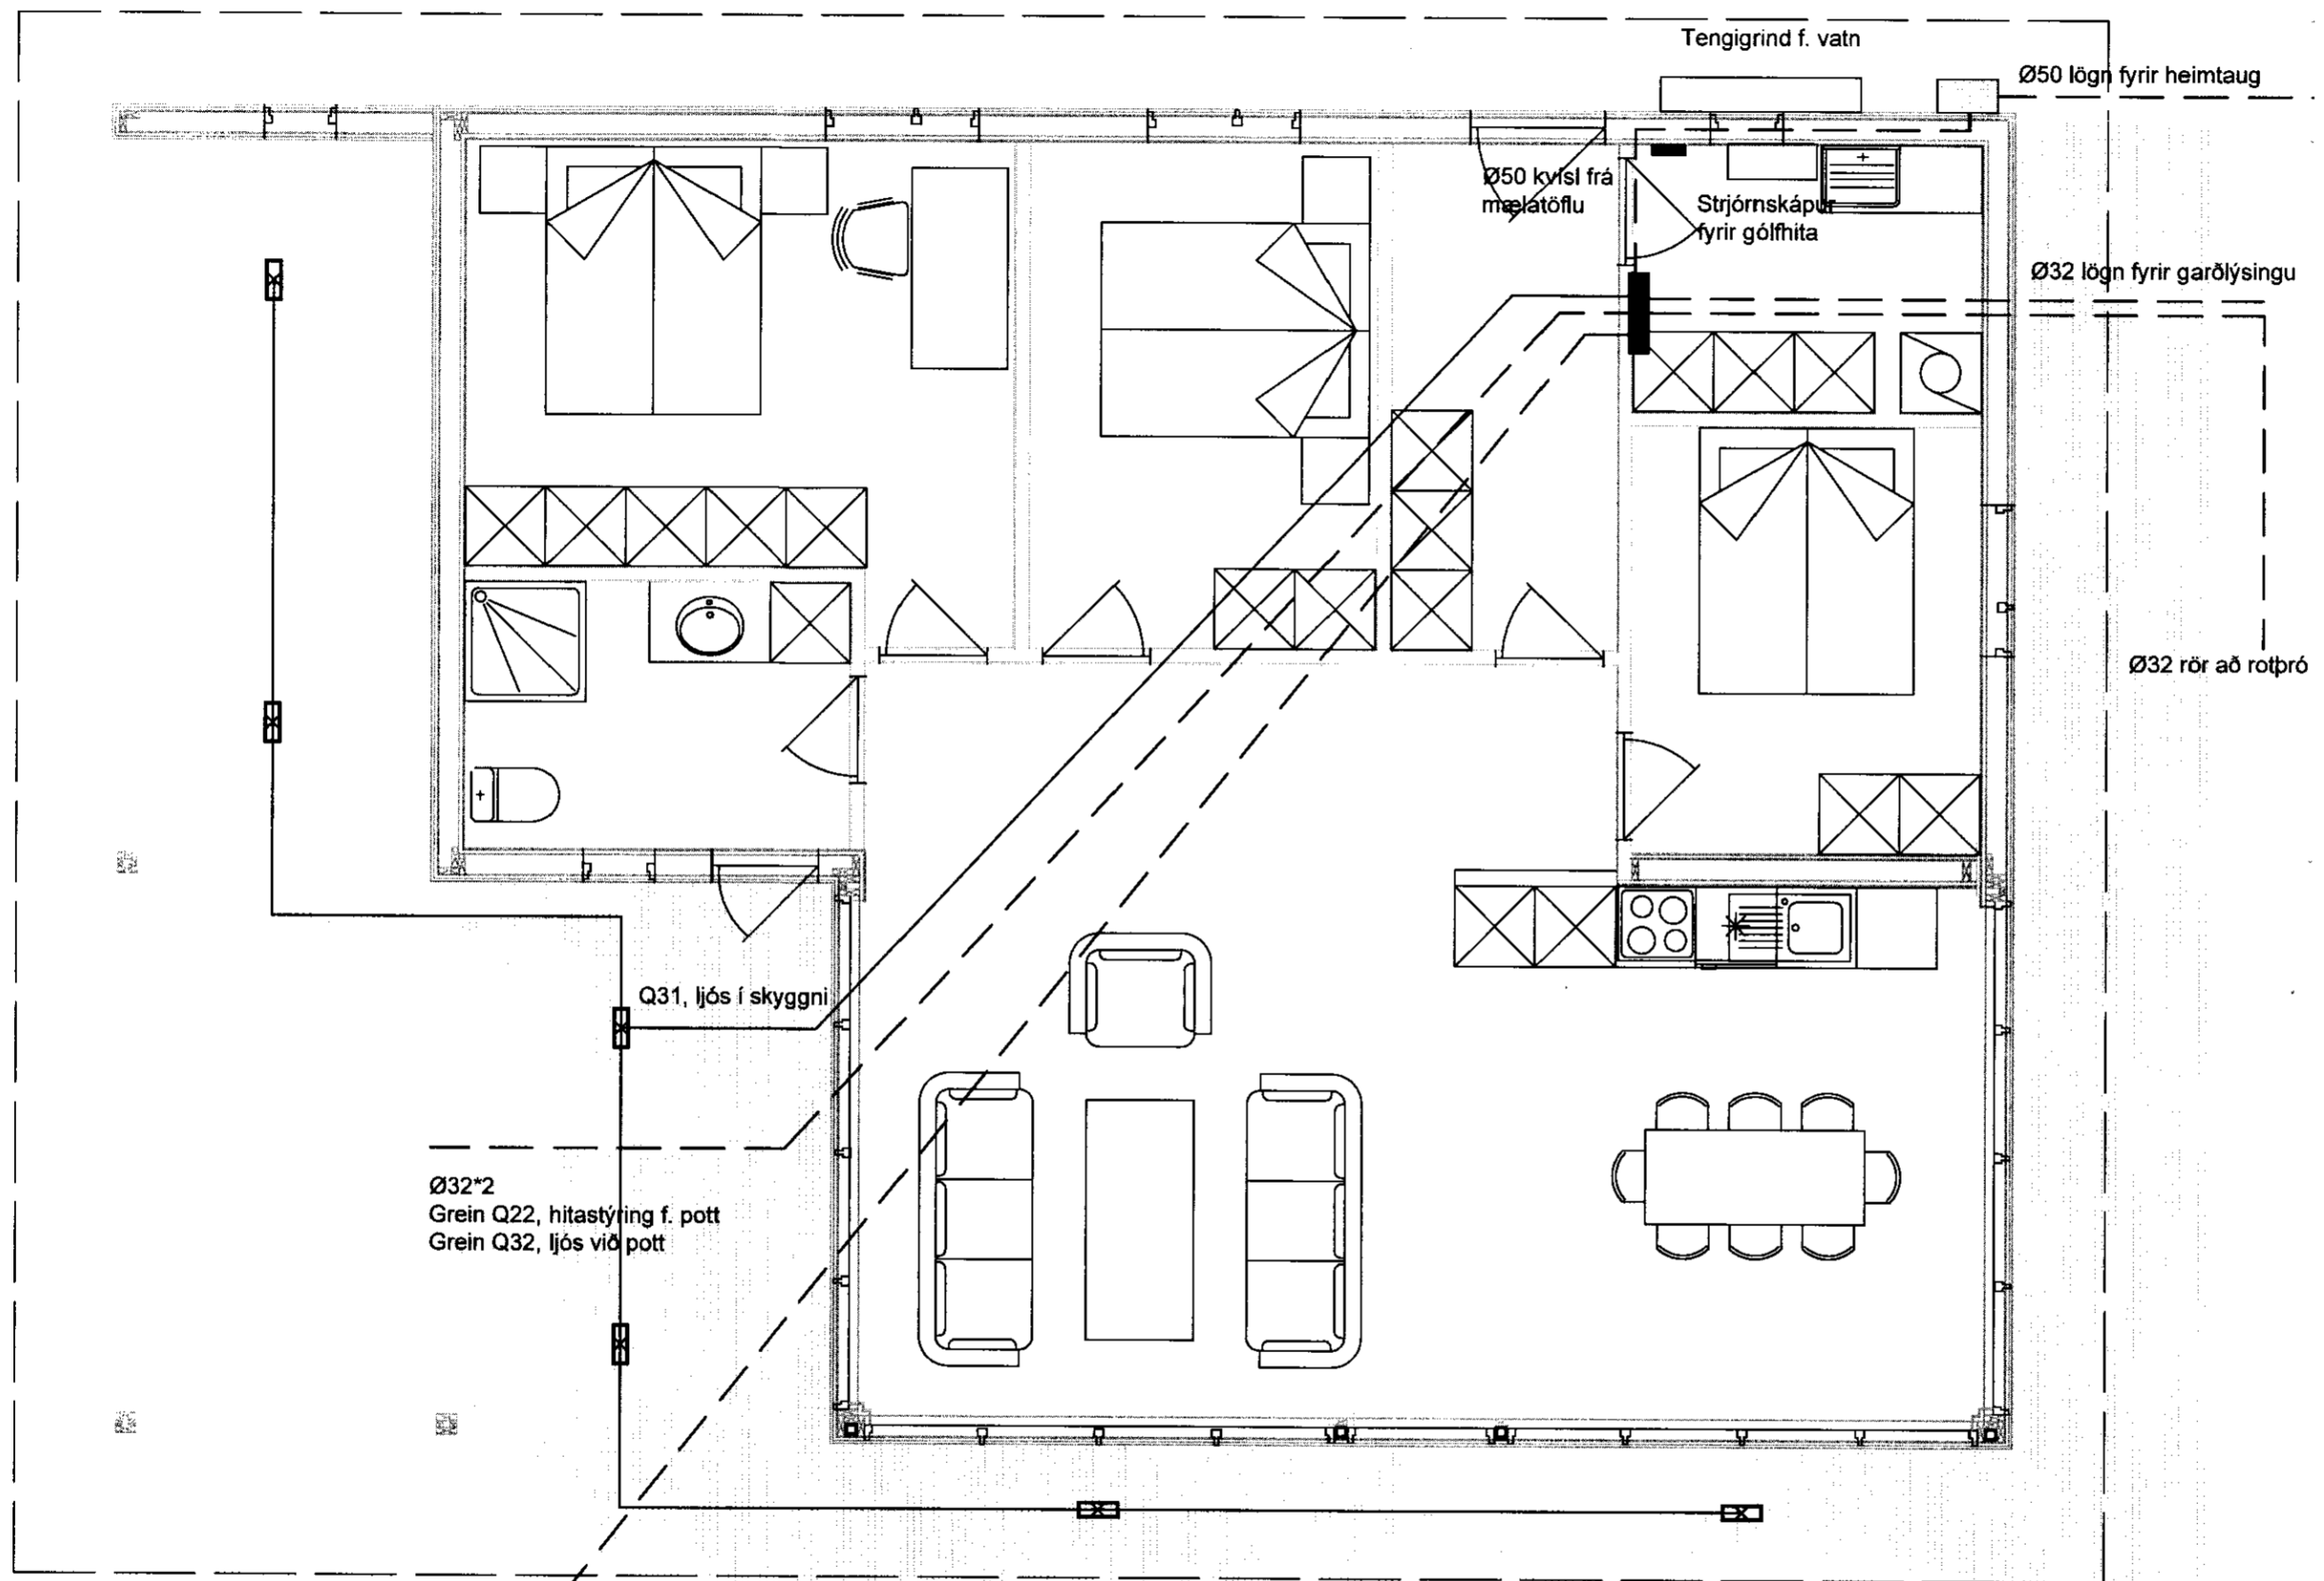 Tengigrind f. vatn
Ø50 lögn fyrir heimtaug
Ø50 kvísl frá
mælatöflu
Strjórnskápur
fyrir gólfhita
Ø32 lögn fyrir garðlýsingu
Ø32 rör að rotþró
Q31, ljós í skyggni
Ø32*2
Grein Q22, hitastýring f. pott
Grein Q32, ljós við pott